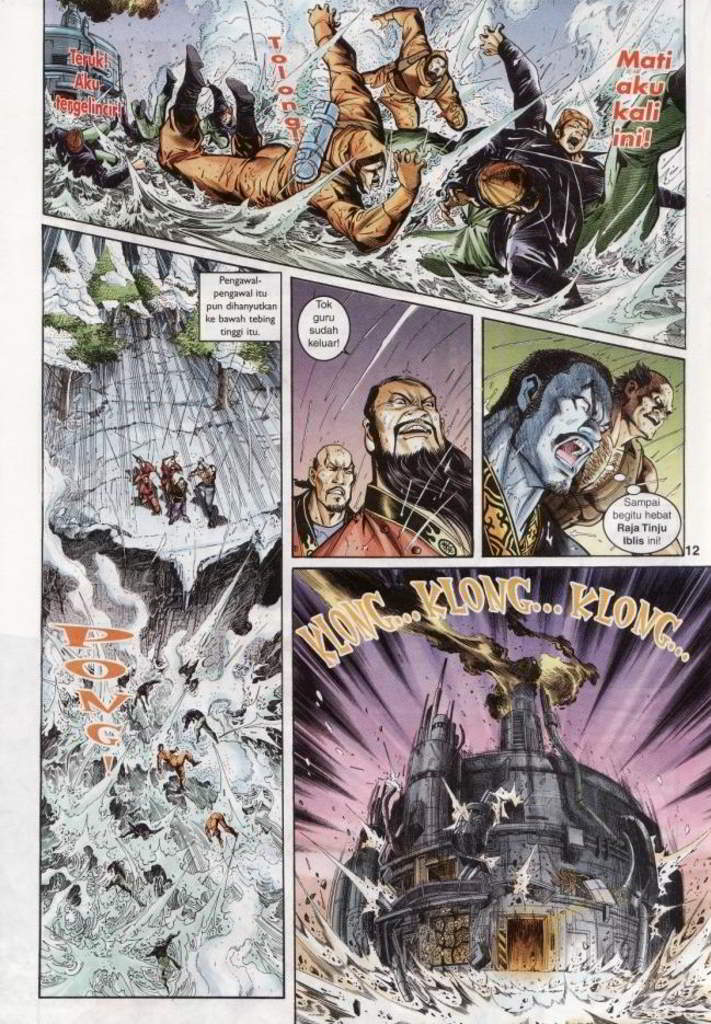 Teruk!
Aku
tergelincir!
Tolong!
Mati
aku
kali
ini!
Pengawal-
pengawal itu
pun dihanyutkan
ke bawah tebing
tinggi itu.
Tok
guru
sudah
keluar!
Sampai
begitu hebat
Raja Tinju
Iblis ini!
12
PONG!
KLONG... KLONG... KLONG...